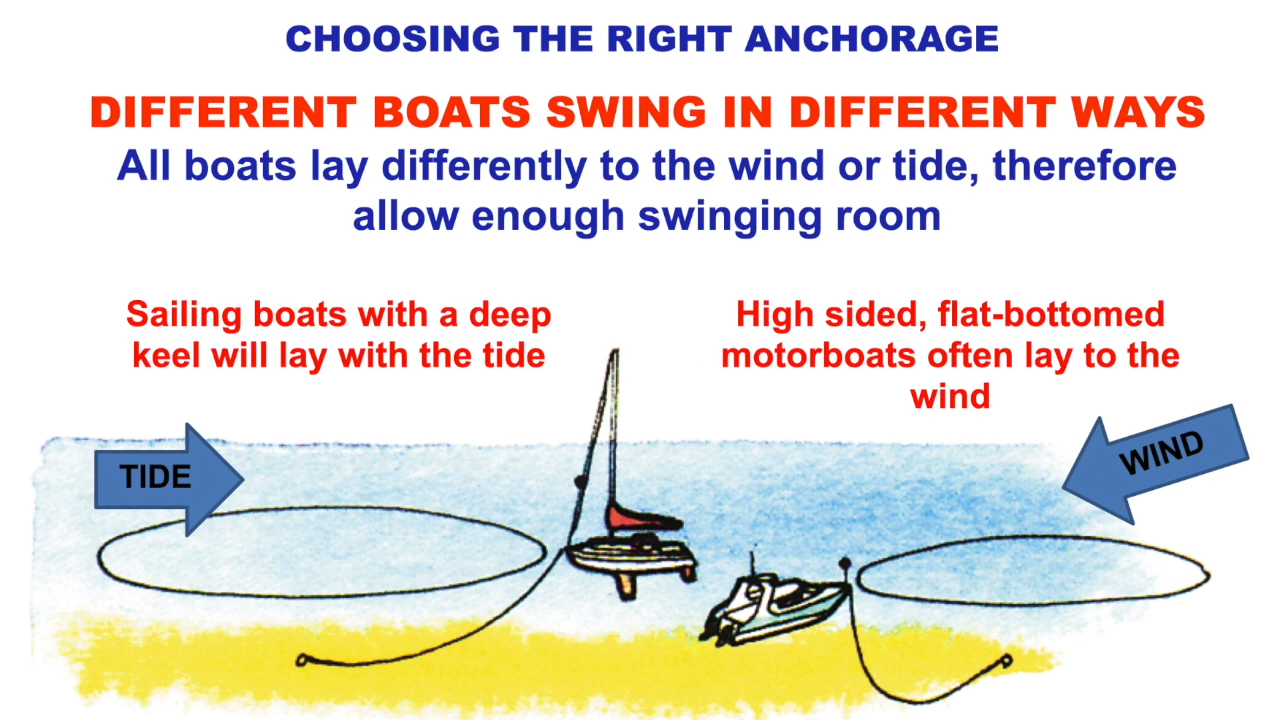 CHOOSING THE RIGHT ANCHORAGE
DIFFERENT BOATS SWING IN DIFFERENT WAYS
All boats lay differently to the wind or tide, therefore
allow enough swinging room
Sailing boats with a deep
keel will lay with the tide
High sided, flat-bottomed
motorboats often lay to the
wind
TIDE
WIND